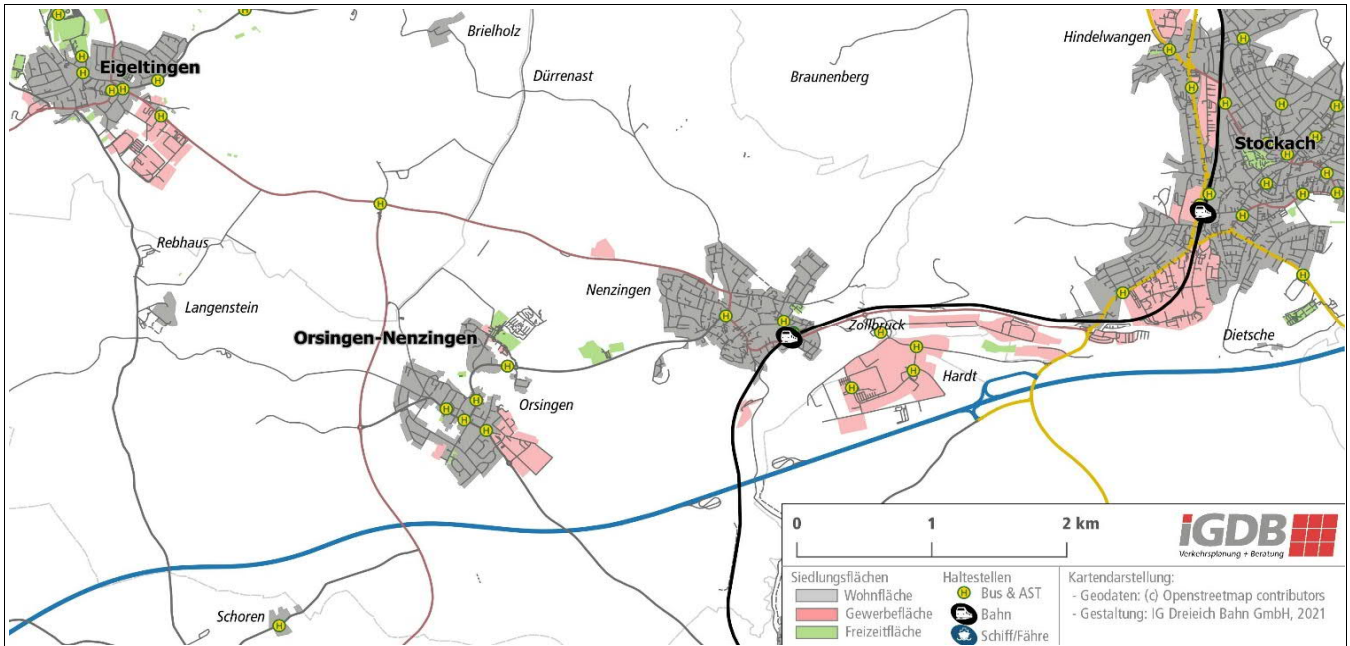 Brielholz
Hindelwangen
Eigeltingen
Dürrenast
Braunenberg
Stockach
Rebhaus
Langenstein
Nenzingen
Orsingen-Nenzingen
Zollbrück
Dietsche
Hardt
Orsingen
Schoren
0 1 2 km
iGDB
Verkehrsplanung + Beratung
Siedlungsflächen
Wohnfläche
Gewerbefläche
Freizeitfläche
Haltestellen
H Bus & AST
Bahn
Schiff/Fähre
Kartendarstellung:
- Geodaten: (c) Openstreetmap contributors
- Gestaltung: IG Dreieich Bahn GmbH, 2021